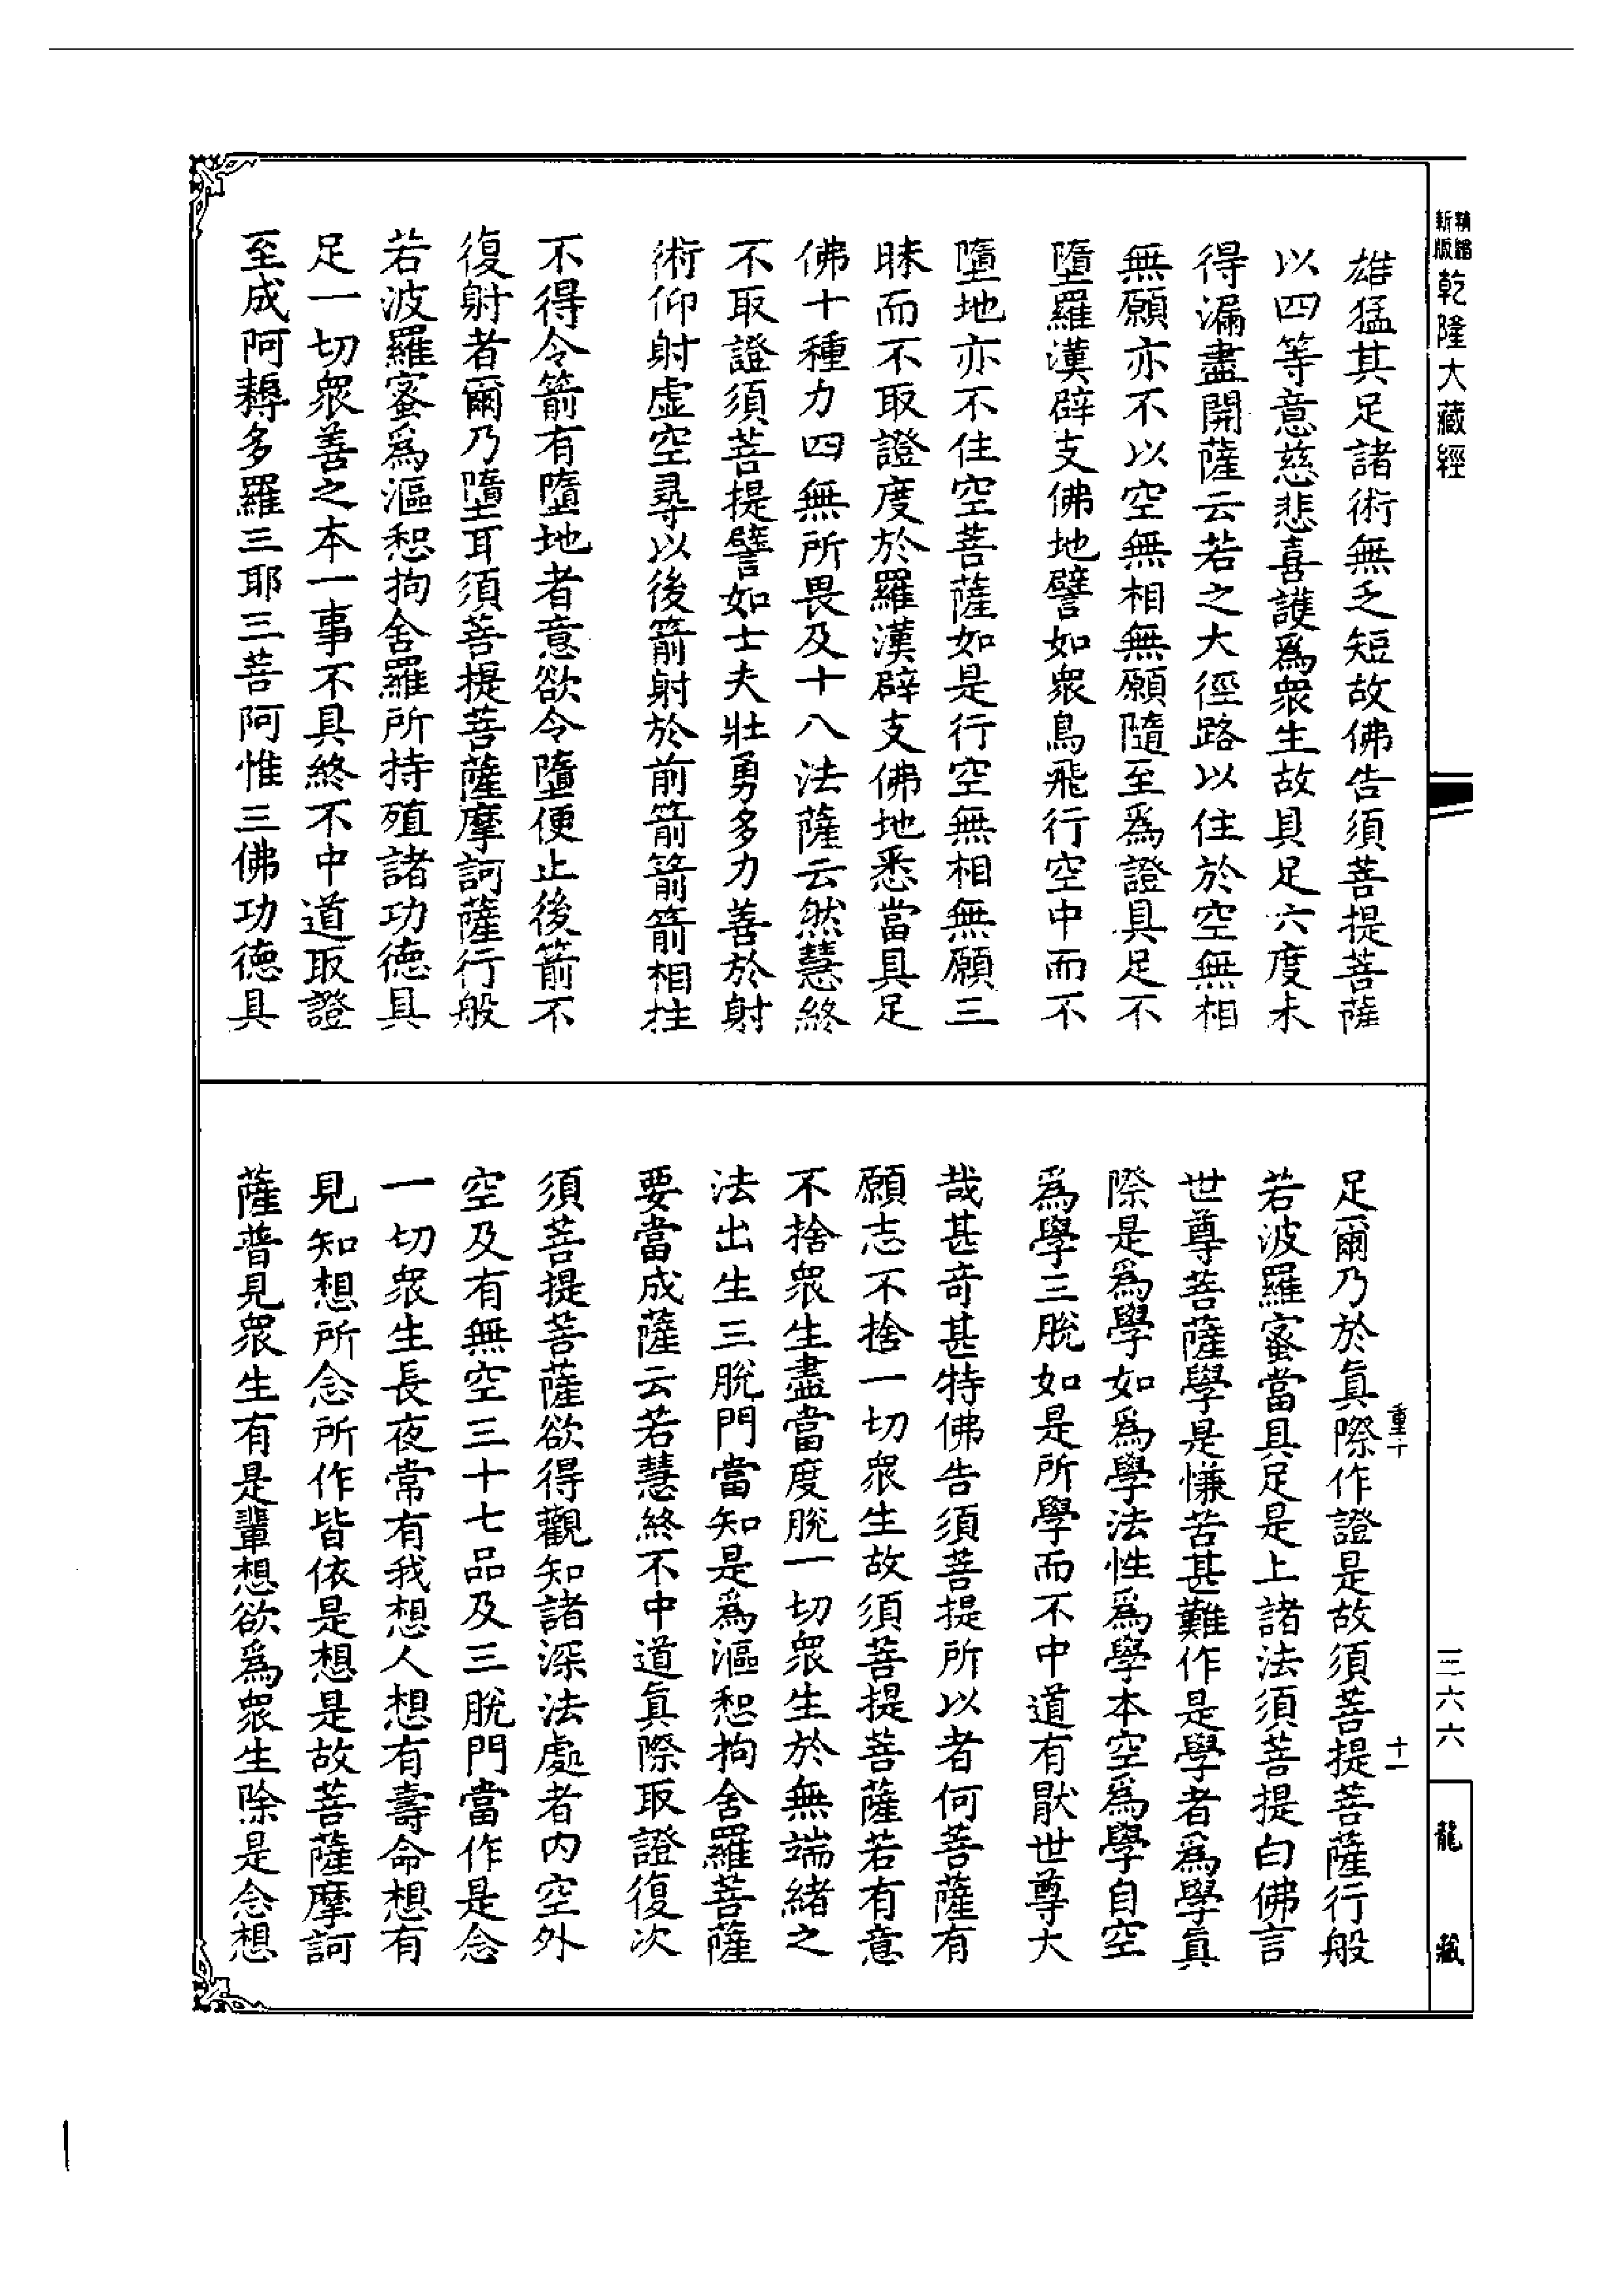 新版
精縮
乾隆大藏經
雄猛其足諸術無乏短故佛告須菩提菩薩
以四等意慈悲喜護爲衆生故具足六度未
得漏盡開薩云若之大徑路以住於空無相
無願亦不以空無相無願隨至爲證具足不
墮羅漢辟支佛地譬如衆鳥飛行空中而不
墮地亦不住空菩薩如是行空無相無願三
昧而不取證度於羅漢辟支佛地悉當具足
佛十種力四無所畏及十八法薩云然慧終
不取證須菩提譬如士夫壯勇多力善於射
術仰射虛空尋以後箭射於前箭箭箭相拄
不得令箭有墮地者意欲令墮便止後箭不
復射者爾乃墮耳須菩提菩薩摩訶薩行般
若波羅蜜爲漚惒拘舍羅所持殖諸功德具
足一切衆善之本一事不具終不中道取證
至成阿耨多羅三耶三菩阿惟三佛功德具
足爾乃於眞際作證是故須菩提菩薩行般
若波羅蜜當具足是上諸法須菩提白佛言
世尊菩薩學是慊苦甚難作是學者爲學眞
際是爲學如爲學法性爲學本空爲學自空
爲學三脫如是所學而不中道有猒世尊大
哉甚奇甚特佛告須菩提所以者何菩薩有
願志不捨一切衆生故須菩提菩薩若有意
不捨衆生盡當度脫一切衆生於無端緒之
法出生三脫門當知是爲漚惒拘舍羅菩薩
要當成薩云若慧終不中道眞際取證復次
須菩提菩薩欲得觀知諸深法處者內空外
空及有無空三十七品及三脫門當作是念
一切衆生長夜常有我想人想有壽命想有
見知想所念所作皆依是想是故菩薩摩訶
薩普見衆生有是輩想欲爲衆生除是念想
重十
十一
三六六
龍藏